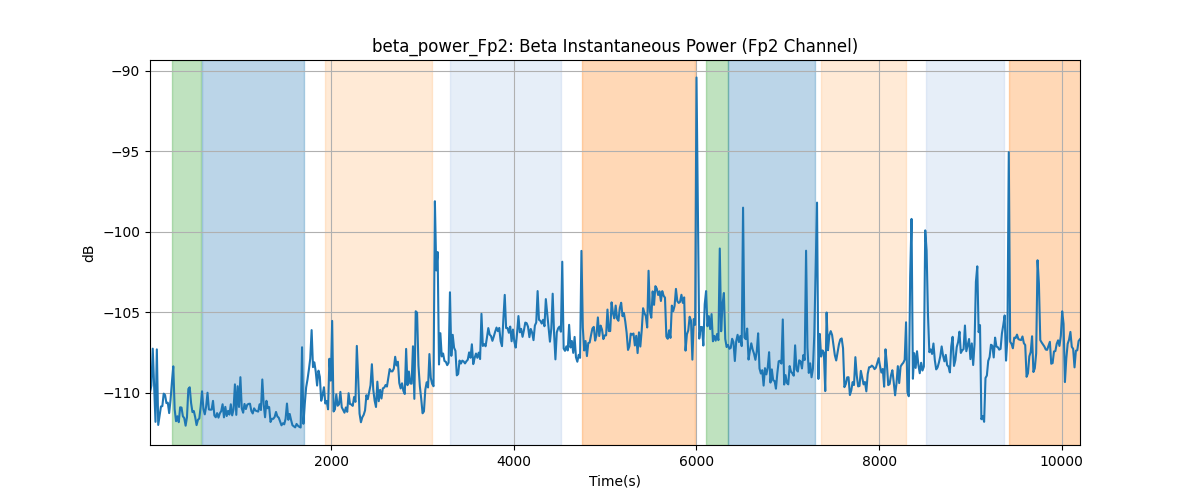 beta_power_Fp2: Beta Instantaneous Power (Fp2 Channel)
dB
−90
−95
−100
−105
−110
2000 4000 6000 8000 10000
Time(s)